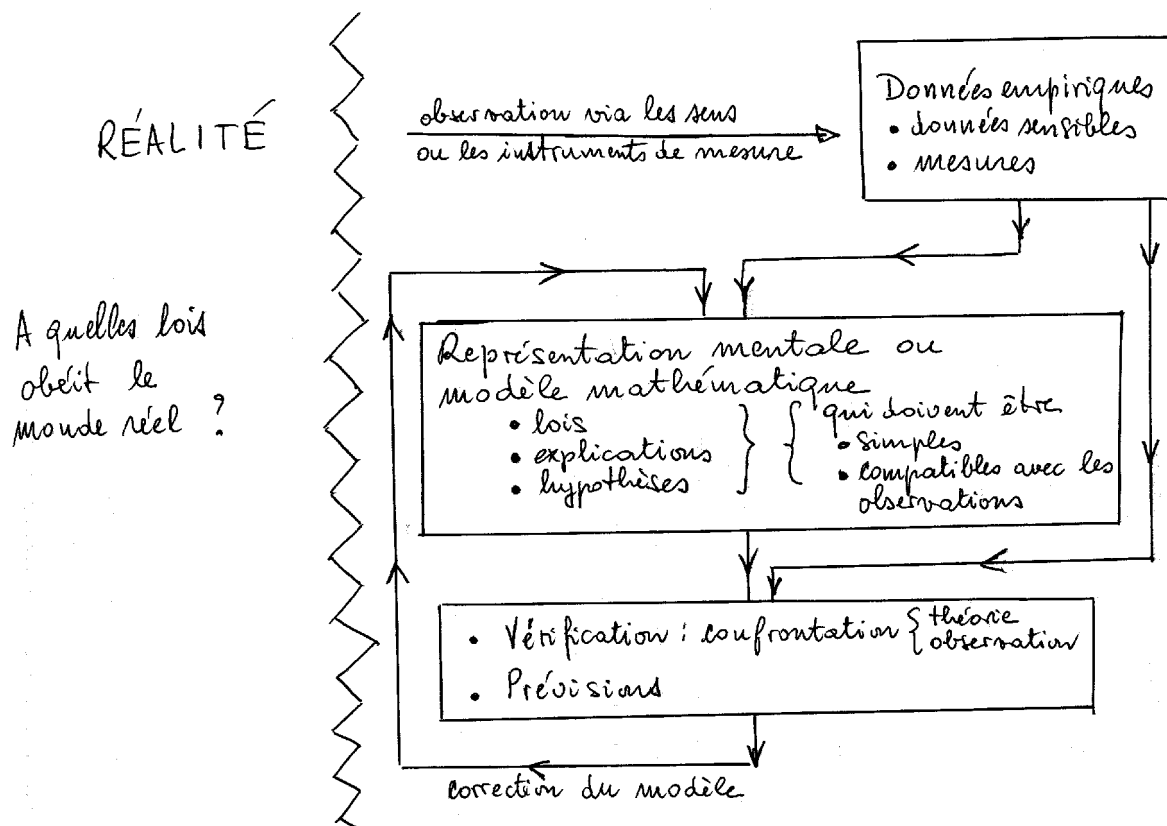 RÉALITÉ
observation via les sens
ou les instruments de mesure
Données empiriques
• données sensibles
• mesures
A quelles lois
obéit le
monde réel ?
Représentation mentale ou
modèle mathématique
• lois
• explications
• hypothèses
qui doivent être
• simples
• compatibles avec les
observations
• Vérification : confrontation { théorie
observation
• Prévisions
correction du modèle